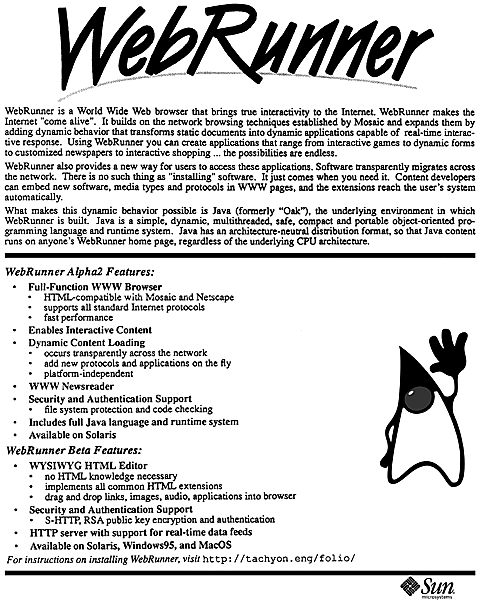 WebRunner
WebRunner is a World Wide Web browser that brings true interactivity to the Internet. WebRunner makes the
Internet "come alive". It builds on the network browsing techniques established by Mosaic and expands them by
adding dynamic behavior that transforms static documents into dynamic applications capable of real-time interac-
tive response. Using WebRunner you can create applications that range from interactive games to dynamic forms
to customized newspapers to interactive shopping ... the possibilities are endless.
WebRunner also provides a new way for users to access these applications. Software transparently migrates across
the network. There is no such thing as "installing" software. It just comes when you need it. Content developers
can embed new software, media types and protocols in WWW pages, and the extensions reach the user's system
automatically.
What makes this dynamic behavior possible is Java (formerly "Oak"), the underlying environment in which
WebRunner is built. Java is a simple, dynamic, multithreaded, safe, compact and portable object-oriented pro-
gramming language and runtime system. Java has an architecture-neutral distribution format, so that Java content
runs on anyone's WebRunner home page, regardless of the underlying CPU architecture.
WebRunner Alpha2 Features:
• Full-Function WWW Browser
• HTML-compatible with Mosaic and Netscape
• supports all standard Internet protocols
• fast performance
• Enables Interactive Content
• Dynamic Content Loading
• occurs transparently across the network
• add new protocols and applications on the fly
• platform-independent
• WWW Newsreader
• Security and Authentication Support
• file system protection and code checking
• Includes full Java language and runtime system
• Available on Solaris
WebRunner Beta Features:
• WYSIWYG HTML Editor
• no HTML knowledge necessary
• implements all common HTML extensions
• drag and drop links, images, audio, applications into browser
• Security and Authentication Support
• S-HTTP, RSA public key encryption and authentication
• HTTP server with support for real-time data feeds
• Available on Solaris, Windows95, and MacOS
For instructions on installing WebRunner, visit http://tachyon.eng/folio/
Sun
microsystems